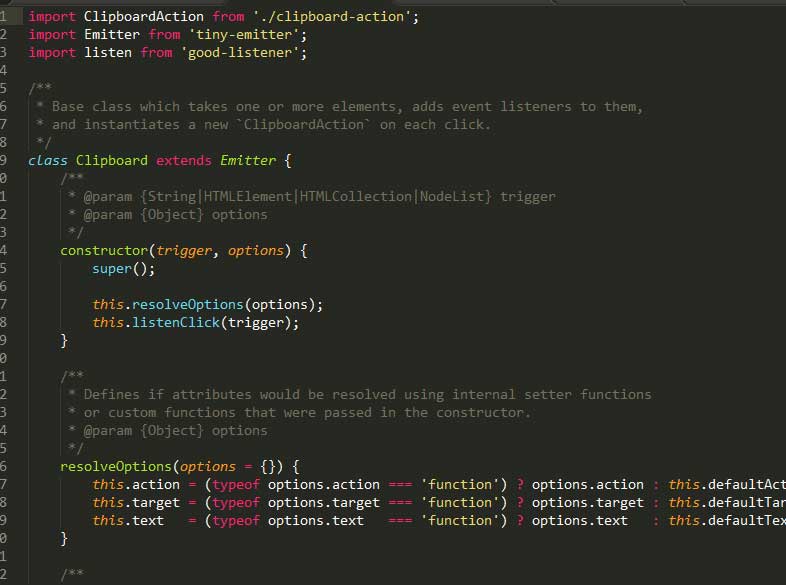 1 import ClipboardAction from './clipboard-action';
2 import Emitter from 'tiny-emitter';
3 import listen from 'good-listener';
4
5 /**
6 * Base class which takes one or more elements, adds event listeners to them,
7 * and instantiates a new `ClipboardAction` on each click.
8 */
9 class Clipboard extends Emitter {
0 /**
1 * @param {String|HTMLElement|HTMLCollection|NodeList} trigger
2 * @param {Object} options
3 */
4 constructor(trigger, options) {
5 super();
6
7 this.resolveOptions(options);
8 this.listenClick(trigger);
9 }
0
1 /**
2 * Defines if attributes would be resolved using internal setter functions
3 * or custom functions that were passed in the constructor.
4 * @param {Object} options
5 */
6 resolveOptions(options = {}) {
7 this.action = (typeof options.action === 'function') ? options.action : this.defaultAct
8 this.target = (typeof options.target === 'function') ? options.target : this.defaultTar
9 this.text = (typeof options.text === 'function') ? options.text : this.defaultTex
0 }
1
2 /**